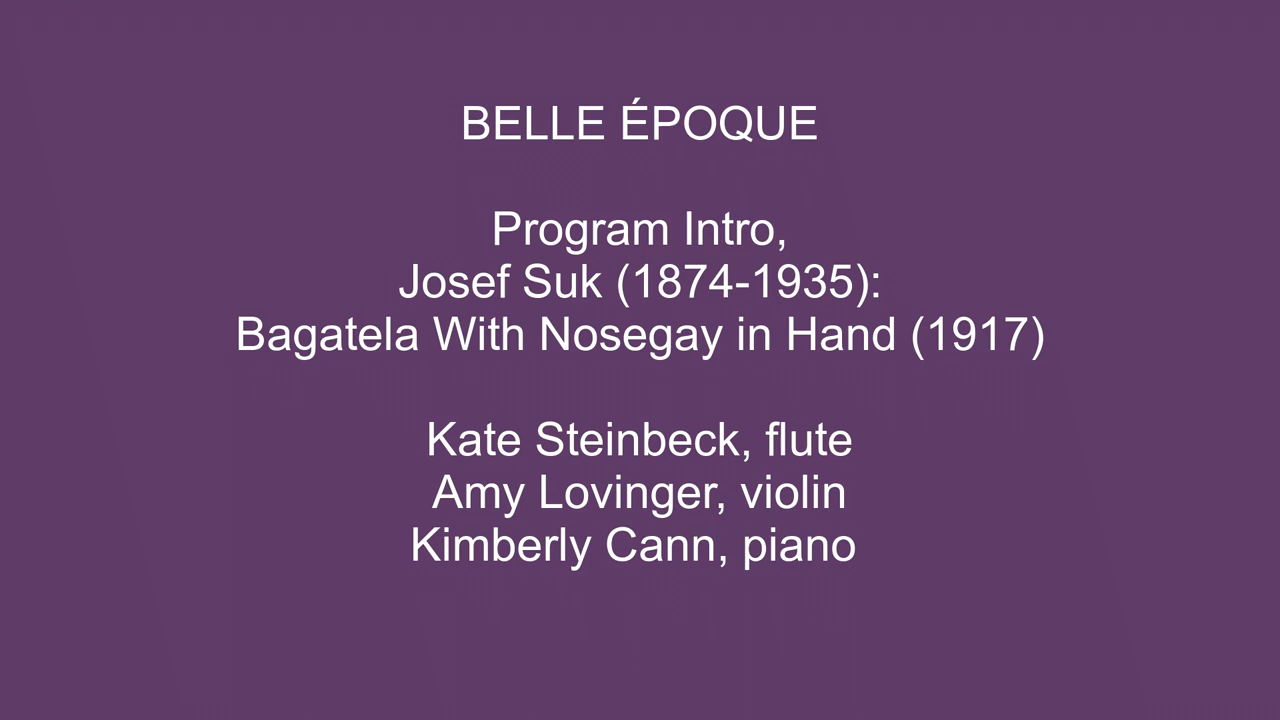 BELLE ÉPOQUE
Program Intro,
Josef Suk (1874-1935):
Bagatela With Nosegay in Hand (1917)
Kate Steinbeck, flute
Amy Lovinger, violin
Kimberly Cann, piano